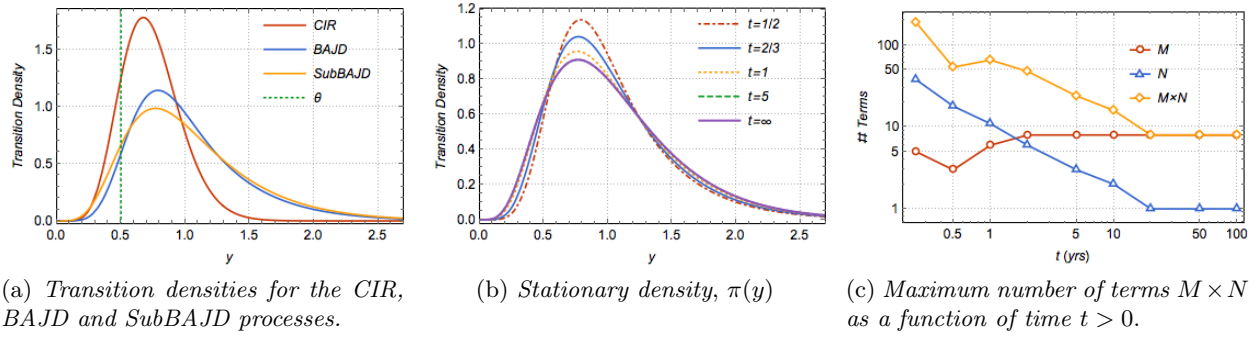 Transition Density
1.5
1.0
0.5
0.0
0.0 0.5 1.0 1.5 2.0 2.5
y
CIR
BAJD
SubBAJD
θ
(a) Transition densities for the CIR,
BAJD and SubBAJD processes.
Transition Density
1.2
1.0
0.8
0.6
0.4
0.2
0.0
0.0 0.5 1.0 1.5 2.0 2.5
y
t=1/2
t=2/3
t=1
t=5
t=∞
(b) Stationary density, π(y)
# Terms
100
50
10
5
1
0.5 1 5 10 50 100
t (yrs)
M
N
M×N
(c) Maximum number of terms M × N
as a function of time t > 0.